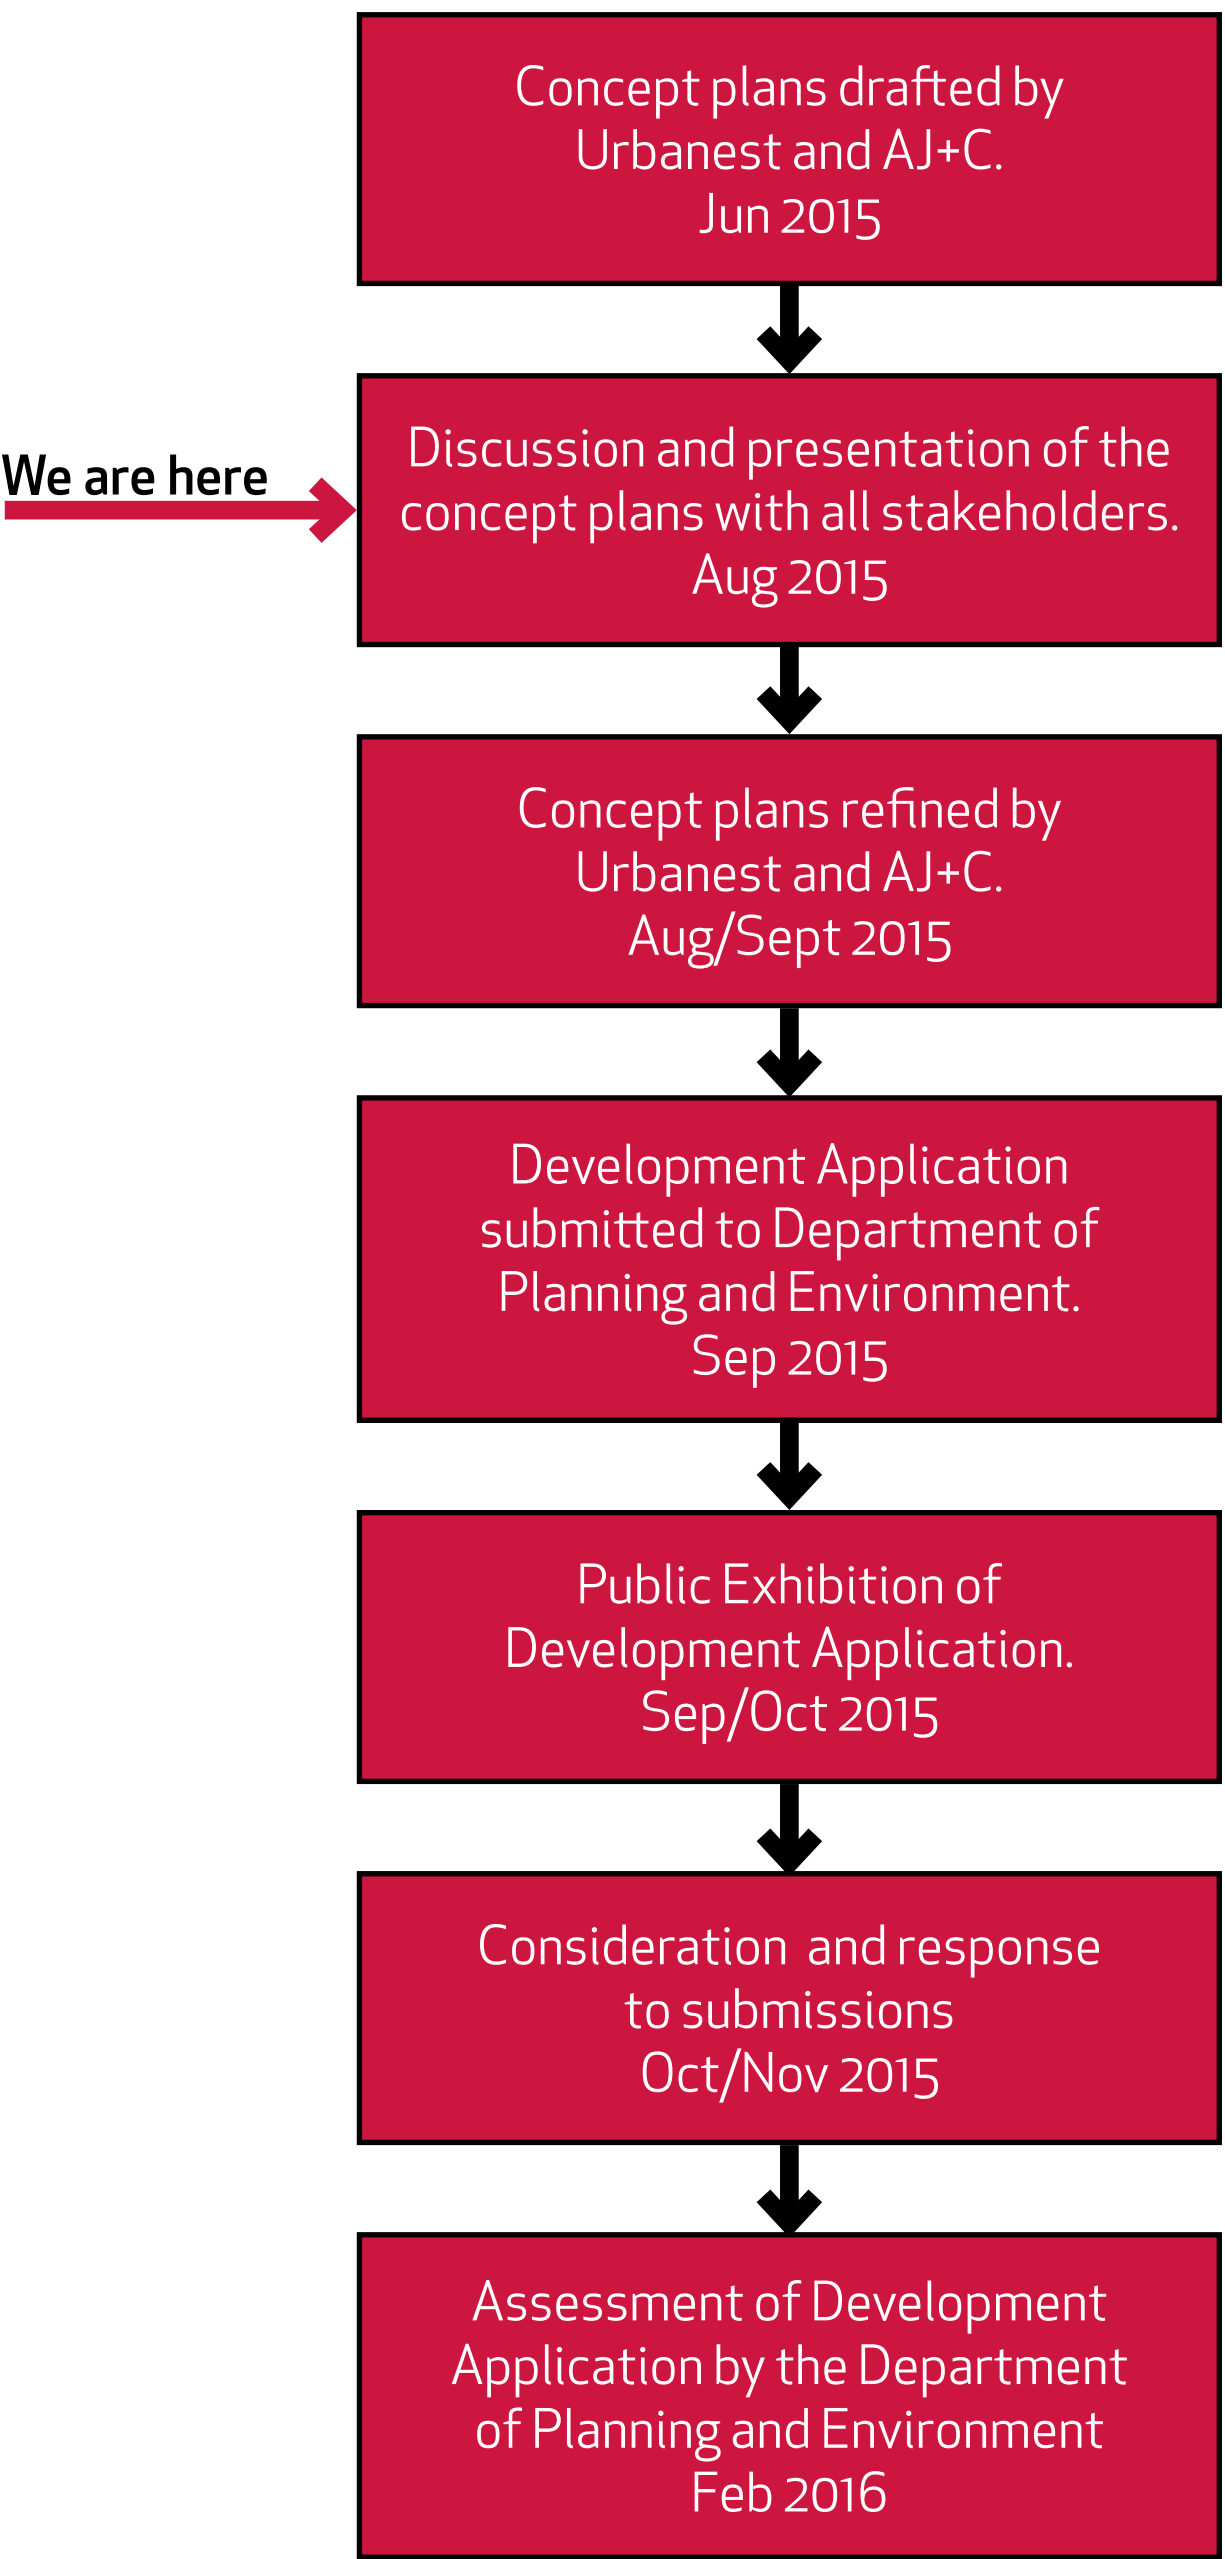 Concept plans drafted by
Urbanest and AJ+C.
Jun 2015
We are here
Discussion and presentation of the
concept plans with all stakeholders.
Aug 2015
Concept plans refined by
Urbanest and AJ+C.
Aug/Sept 2015
Development Application
submitted to Department of
Planning and Environment.
Sep 2015
Public Exhibition of
Development Application.
Sep/Oct 2015
Consideration  and response
to submissions
Oct/Nov 2015
Assessment of Development
Application by the Department
of Planning and Environment
Feb 2016